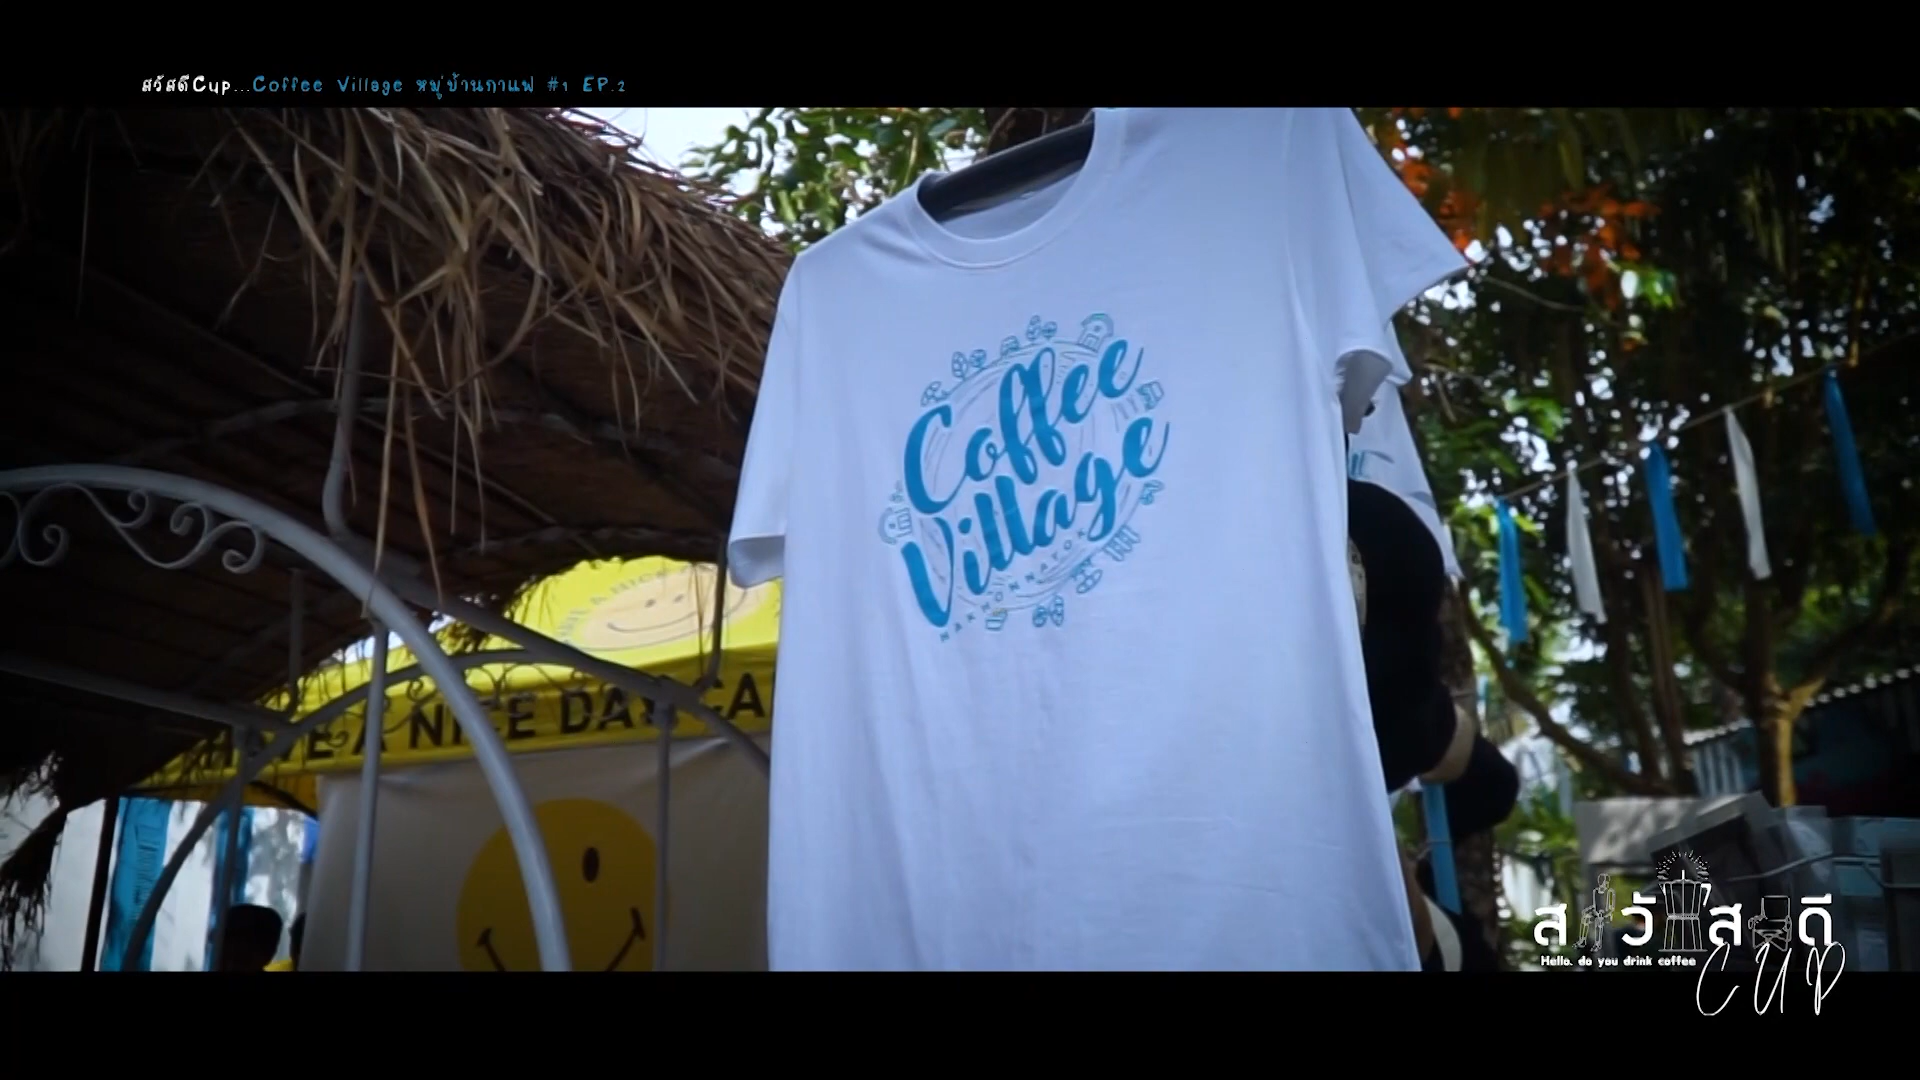 สวัสดีCup...Coffee Village หมู่บ้านกาแฟ #1 EP.2
Coffee
Village
NAKHONNAYOK
HAVE A NICE DAY CA
สวัสดี
Hello. do you drink coffee
CUP